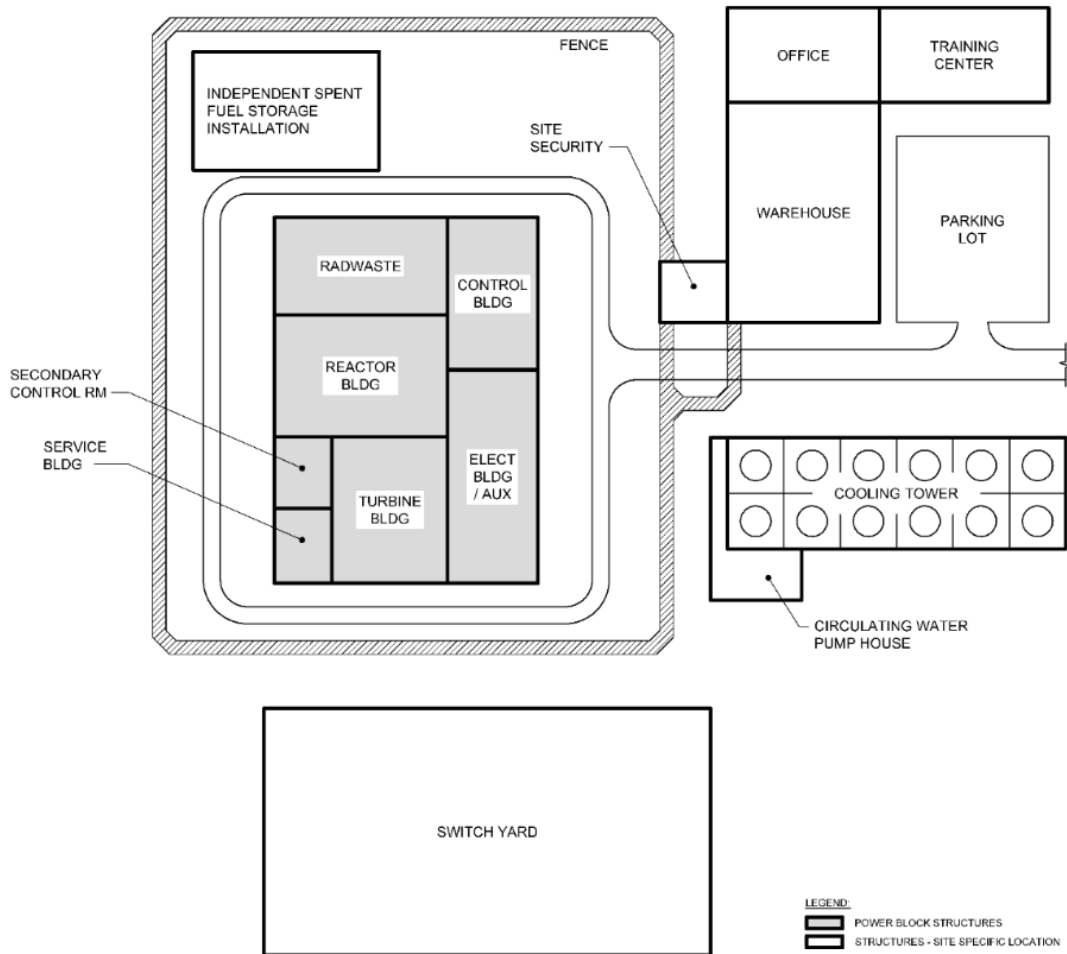 FENCE
OFFICE
TRAINING
CENTER
INDEPENDENT SPENT
FUEL STORAGE
INSTALLATION
SITE
SECURITY
WAREHOUSE
PARKING
LOT
RADWASTE
CONTROL
BLDG
REACTOR
BLDG
SECONDARY
CONTROL RM
SERVICE
BLDG
TURBINE
BLDG
ELECT
BLDG
/ AUX
COOLING TOWER
CIRCULATING WATER
PUMP HOUSE
SWITCH YARD
LEGEND:
POWER BLOCK STRUCTURES
STRUCTURES - SITE SPECIFIC LOCATION